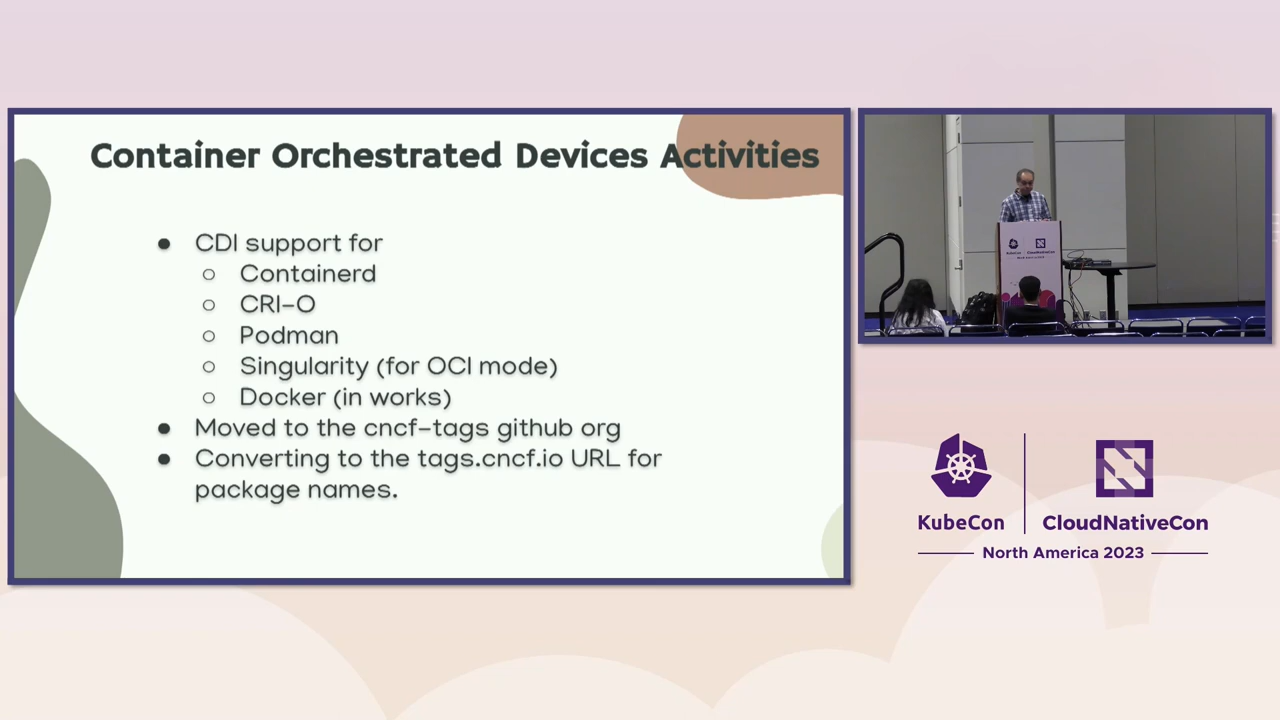 Container Orchestrated Devices Activities
● CDI support for
○ Containerd
○ CRI-O
○ Podman
○ Singularity (for OCI mode)
○ Docker (in works)
● Moved to the cncf-tags github org
● Converting to the tags.cncf.io URL for
package names.
KubeCon
CloudNativeCon
North America 2023